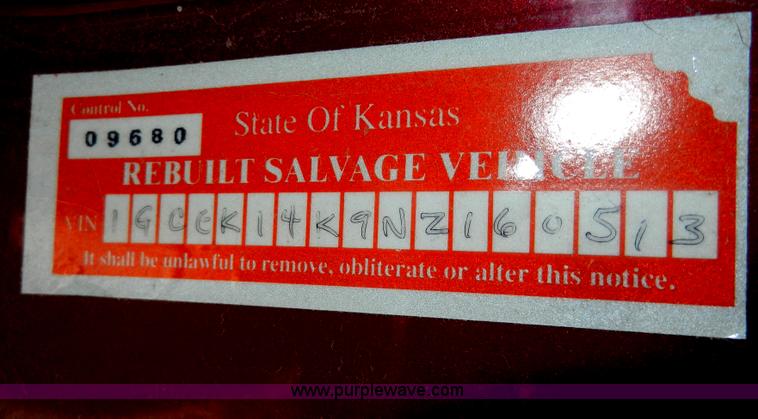 Control No.
09680
State Of Kansas
REBUILT SALVAGE VEHICLE
VIN 1GCCK14K9NZ160513
It shall be unlawful to remove, obliterate or alter this notice.
www.purplewave.com